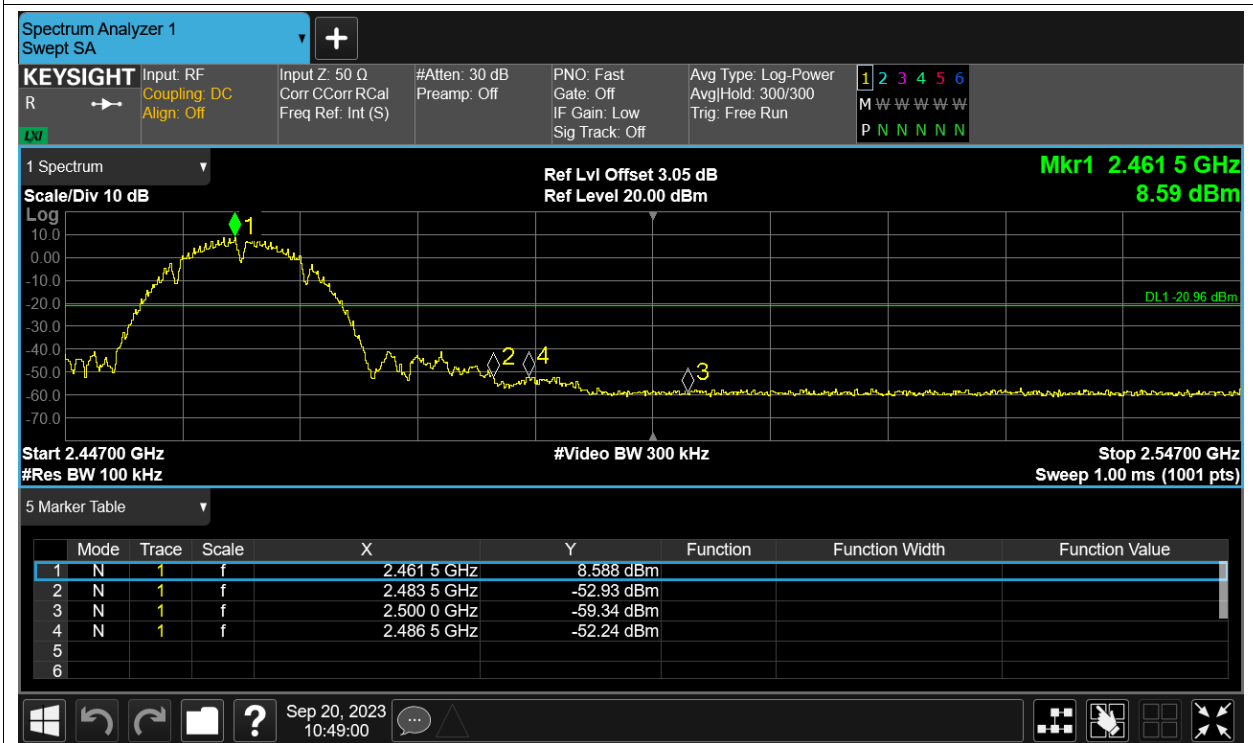 Spectrum Analyzer 1
Swept SA
KEYSIGHT Input: RF Input Z: 50 Ω #Atten: 30 dB PNO: Fast Avg Type: Log-Power 1 2 3 4 5 6
R Coupling: DC Corr CCorr RCal Preamp: Off Gate: Off Avg|Hold: 300/300 M W W W W W
Align: Off Freq Ref: Int (S) IF Gain: Low Trig: Free Run
LXI Sig Track: Off P N N N N N
1 Spectrum Ref Lvl Offset 3.05 dB Mkr1 2.461 5 GHz
Scale/Div 10 dB Ref Level 20.00 dBm 8.59 dBm
Log
1
10.0
0.00
-10.0
-20.0
DL1 -20.96 dBm
-30.0
-40.0
2 4
-50.0
3
-60.0
-70.0
Start 2.44700 GHz #Video BW 300 kHz Stop 2.54700 GHz
#Res BW 100 kHz Sweep 1.00 ms (1001 pts)
5 Marker Table
Mode Trace Scale X Y Function Function Width Function Value
1 N 1 f 2.461 5 GHz 8.588 dBm
2 N 1 f 2.483 5 GHz -52.93 dBm
3 N 1 f 2.500 0 GHz -59.34 dBm
4 N 1 f 2.486 5 GHz -52.24 dBm
5
6
? Sep 20, 2023
10:49:00